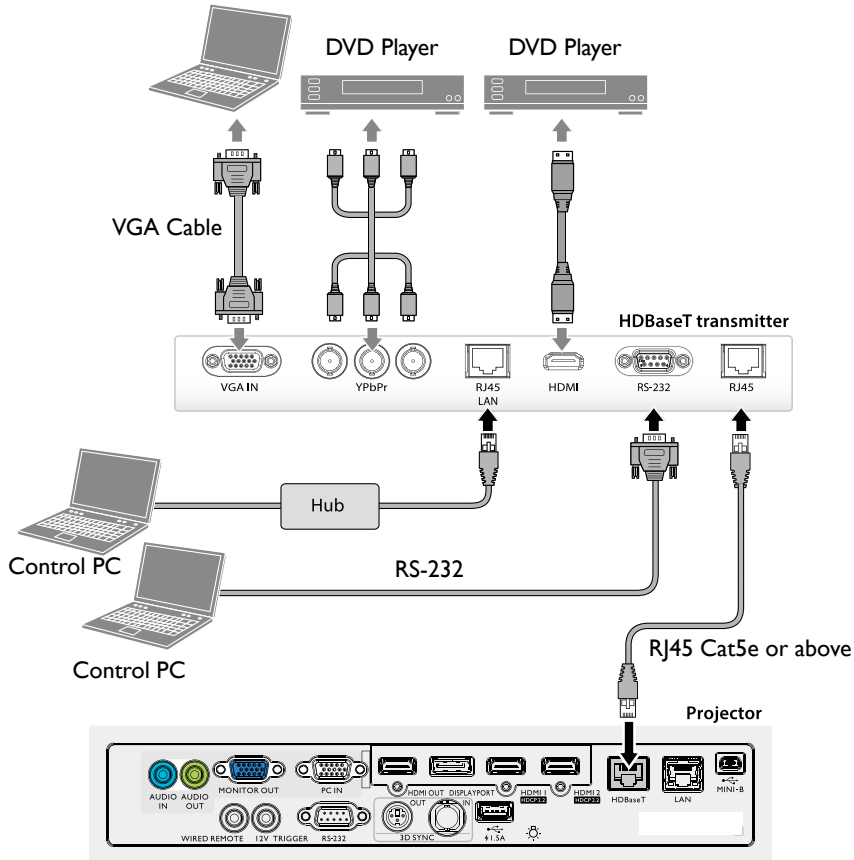 DVD Player
DVD Player
VGA Cable
HDBaseT transmitter
VGA IN
YPbPr
RJ45
LAN
HDMI
RS-232
RJ45
Hub
Control PC
RS-232
Control PC
RJ45 Cat5e or above
Projector
AUDIO
IN
AUDIO
OUT
MONITOR OUT
PC IN
HDMI OUT
DISPLAYPORT
HDMI 1
HDCP2.2
HDMI 2
HDCP2.2
HDBaseT
LAN
MINI-B
WIRED REMOTE
12V TRIGGER
RS-232
OUT
IN
3D SYNC
1.5A